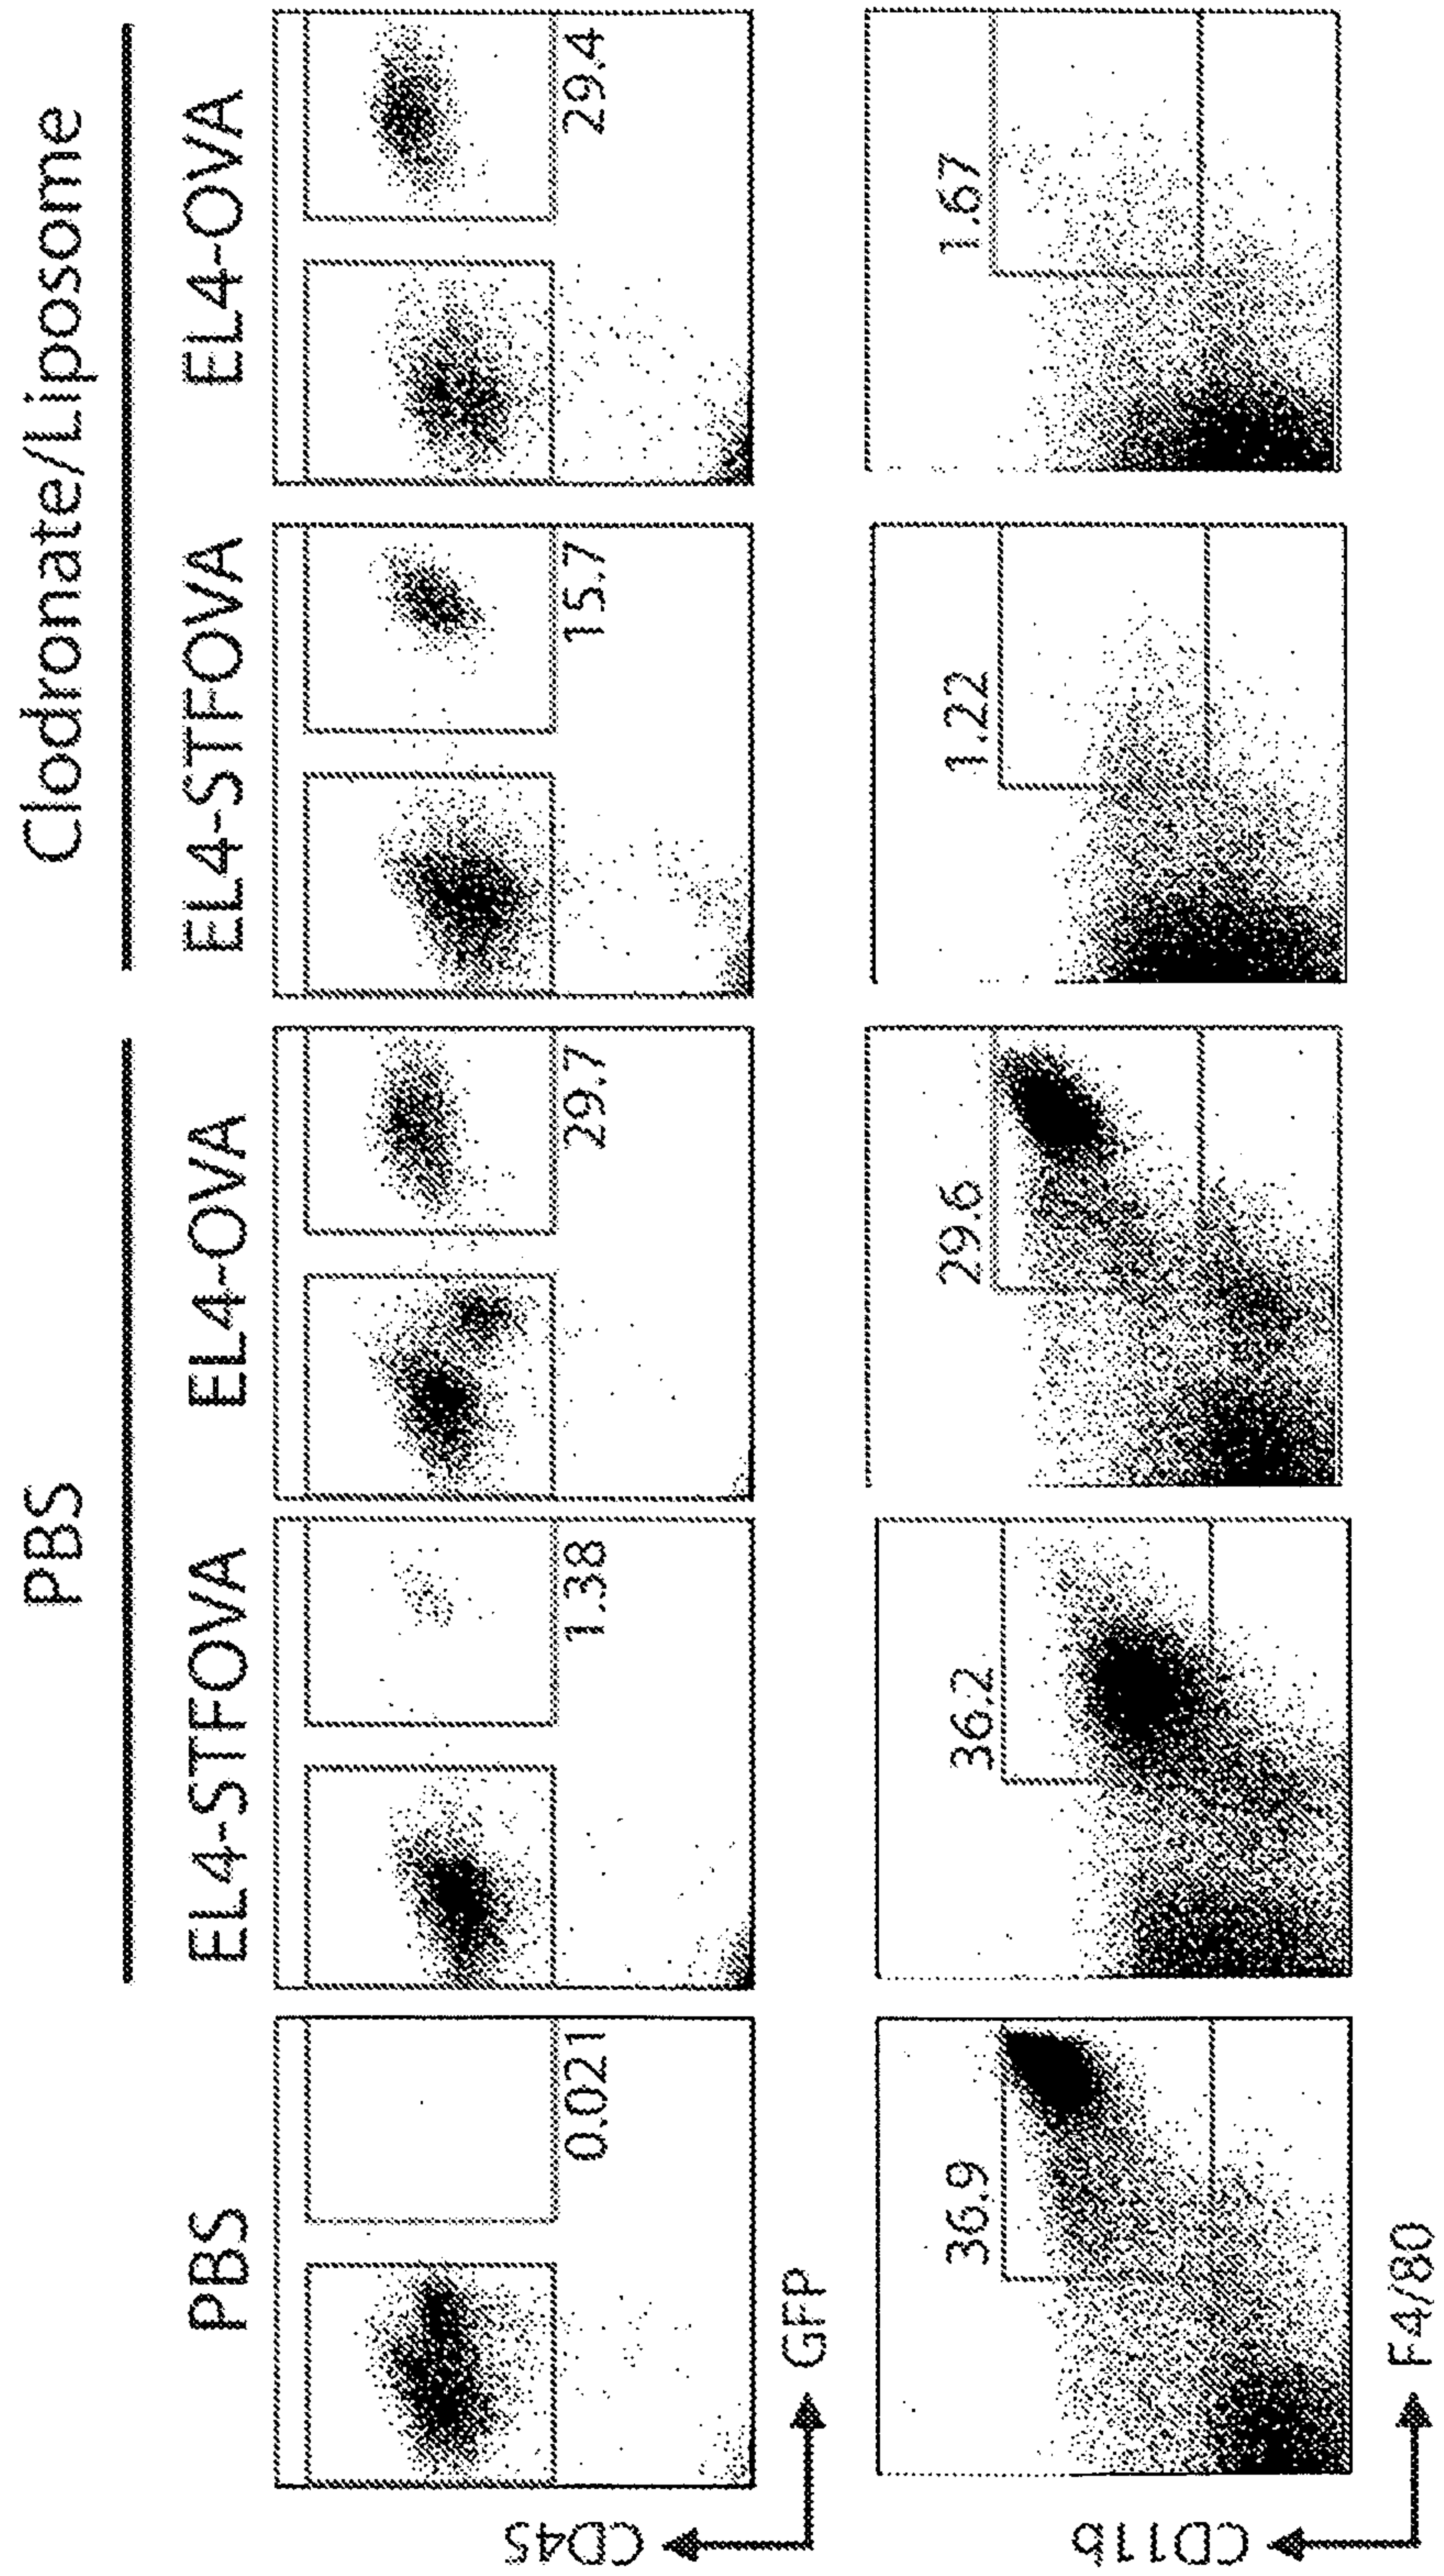 PBS Clodronate/Liposome
PBS EL4-STFOVA EL4-OVA EL4-STFOVA EL4-OVA
CD45
0.021 1.38 29.7 15.7 29.4
GFP
36.9 36.2 29.6 1.22 1.67
CD11b
F4/80